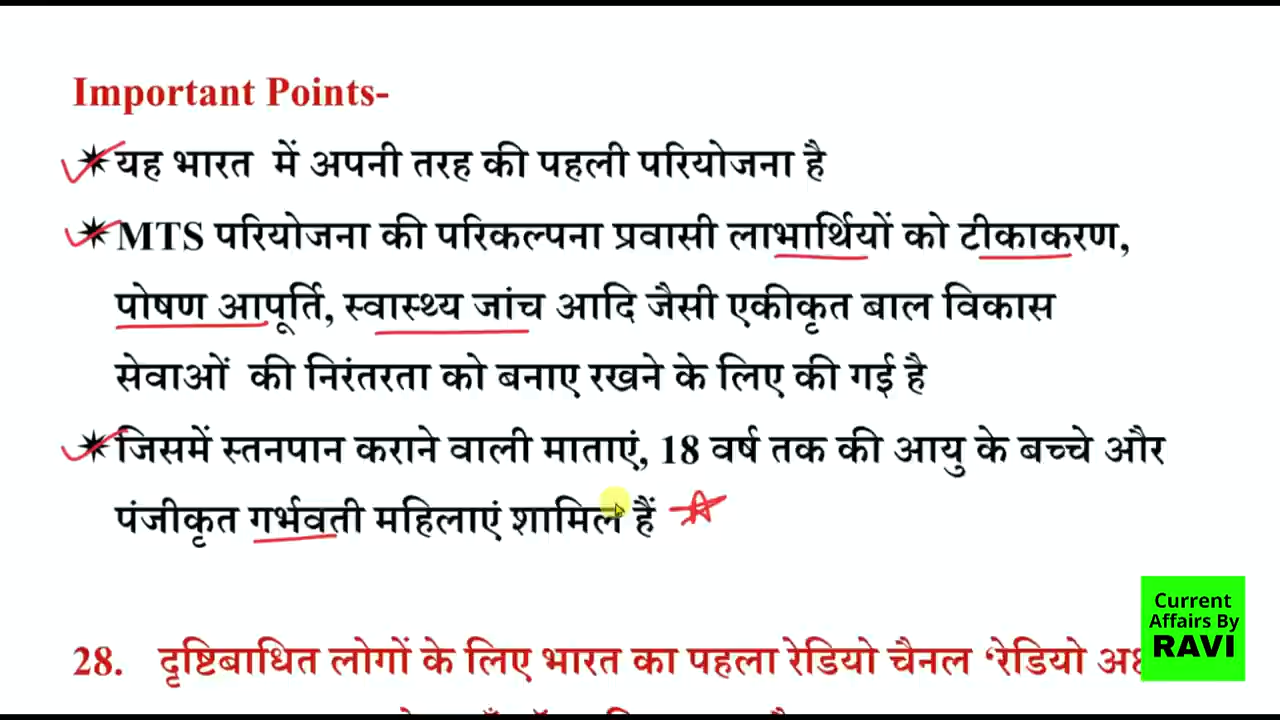 Important Points-
✴यह भारत में अपनी तरह की पहली परियोजना है
✴MTS परियोजना की परिकल्पना प्रवासी लाभार्थियों को टीकाकरण,
पोषण आपूर्ति, स्वास्थ्य जांच आदि जैसी एकीकृत बाल विकास
सेवाओं की निरंतरता को बनाए रखने के लिए की गई है
✴जिसमें स्तनपान कराने वाली माताएं, 18 वर्ष तक की आयु के बच्चे और
पंजीकृत गर्भवती महिलाएं शामिल हैं
28. दृष्टिबाधित लोगों के लिए भारत का पहला रेडियो चैनल ‘रेडियो
Current
Affairs By
RAVI